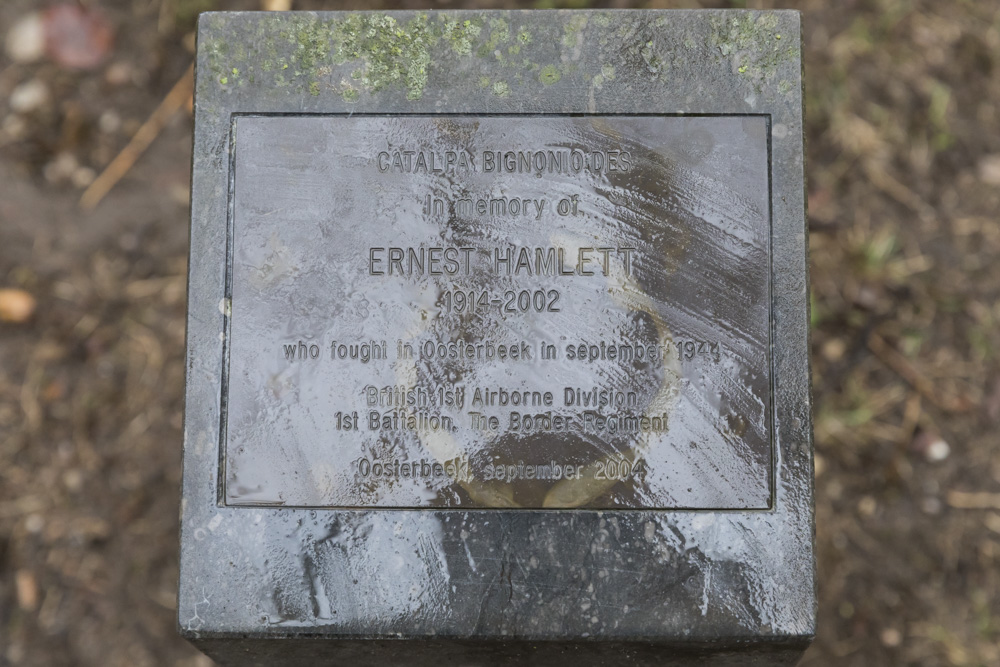 CATALPA BIGNONIOIDES
In memory of
ERNEST HAMLETT
1914-2002
who fought in Oosterbeek in september 1944
British 1st Airborne Division
1st Battalion, The Border Regiment
Oosterbeek, september 2004